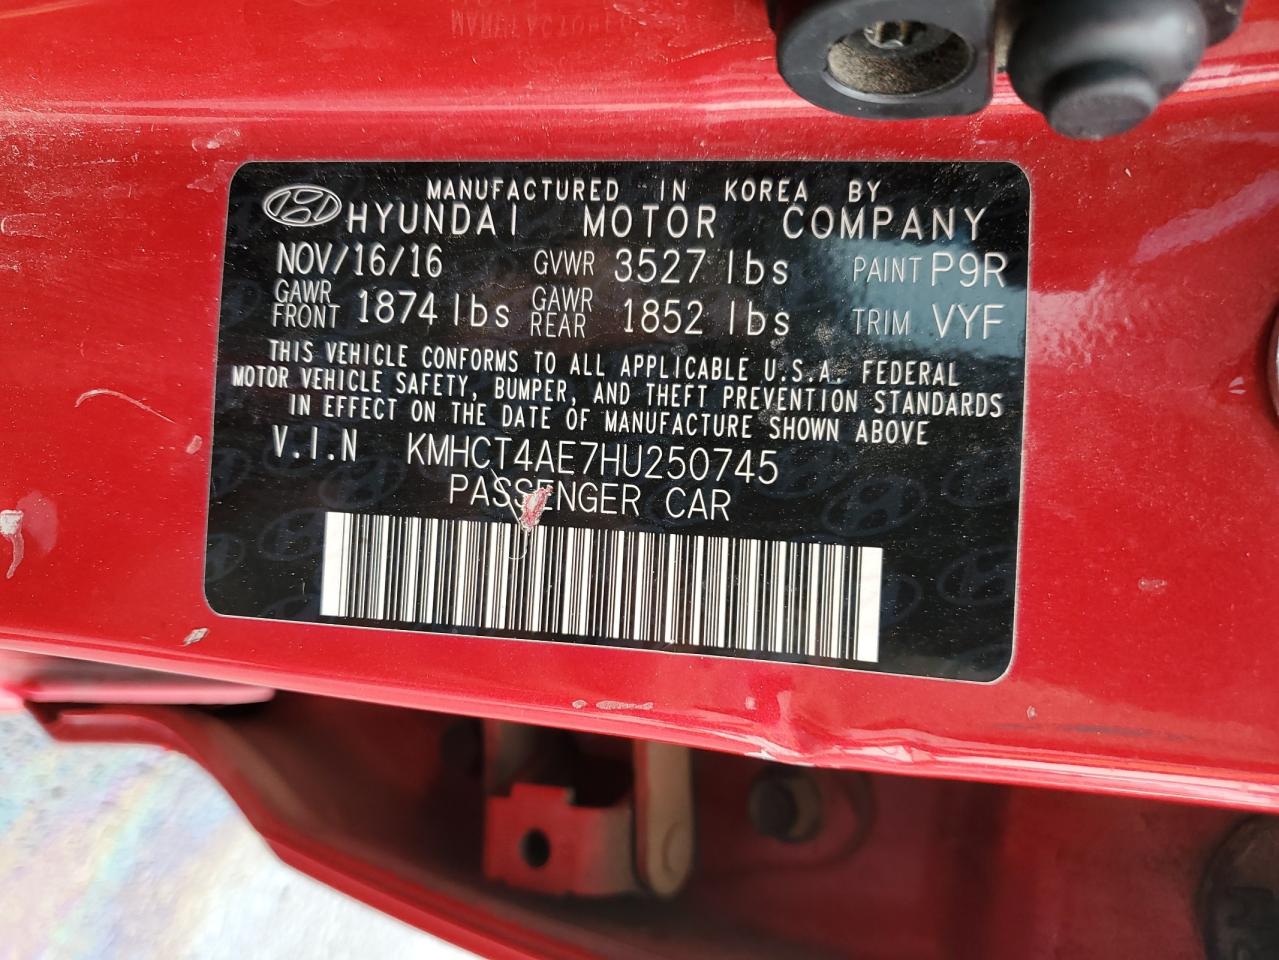 MANUFACTURED IN KOREA BY
HYUNDAI MOTOR COMPANY
NOV/16/16 GVWR 3527 lbs PAINT P9R
GAWR FRONT 1874 lbs GAWR REAR 1852 lbs TRIM VYF
THIS VEHICLE CONFORMS TO ALL APPLICABLE U.S.A. FEDERAL
MOTOR VEHICLE SAFETY, BUMPER, AND THEFT PREVENTION STANDARDS
IN EFFECT ON THE DATE OF MANUFACTURE SHOWN ABOVE
V.I.N KMHCT4AE7HU250745
PASSENGER CAR